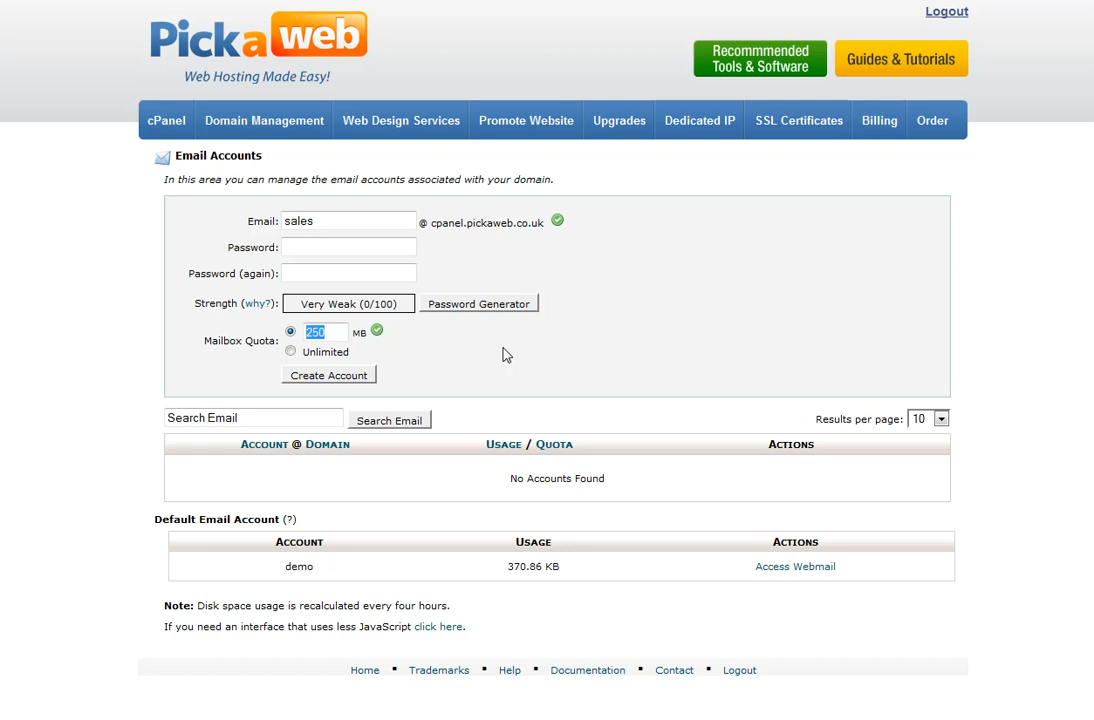 Logout
Pickaweb
Web Hosting Made Easy!
Recommmended
Tools & Software
Guides & Tutorials
cPanel Domain Management Web Design Services Promote Website Upgrades Dedicated IP SSL Certificates Billing Order
Email Accounts
In this area you can manage the email accounts associated with your domain.
Email: sales @ cpanel.pickaweb.co.uk
Password:
Password (again):
Strength (why?): Very Weak (0/100) Password Generator
Mailbox Quota: 250 MB
Unlimited
Create Account
Search Email Search Email Results per page: 10
ACCOUNT @ DOMAIN USAGE / QUOTA ACTIONS
No Accounts Found
Default Email Account (?)
ACCOUNT USAGE ACTIONS
demo 370.86 KB Access Webmail
Note: Disk space usage is recalculated every four hours.
If you need an interface that uses less JavaScript click here.
Home ▪ Trademarks ▪ Help ▪ Documentation ▪ Contact ▪ Logout